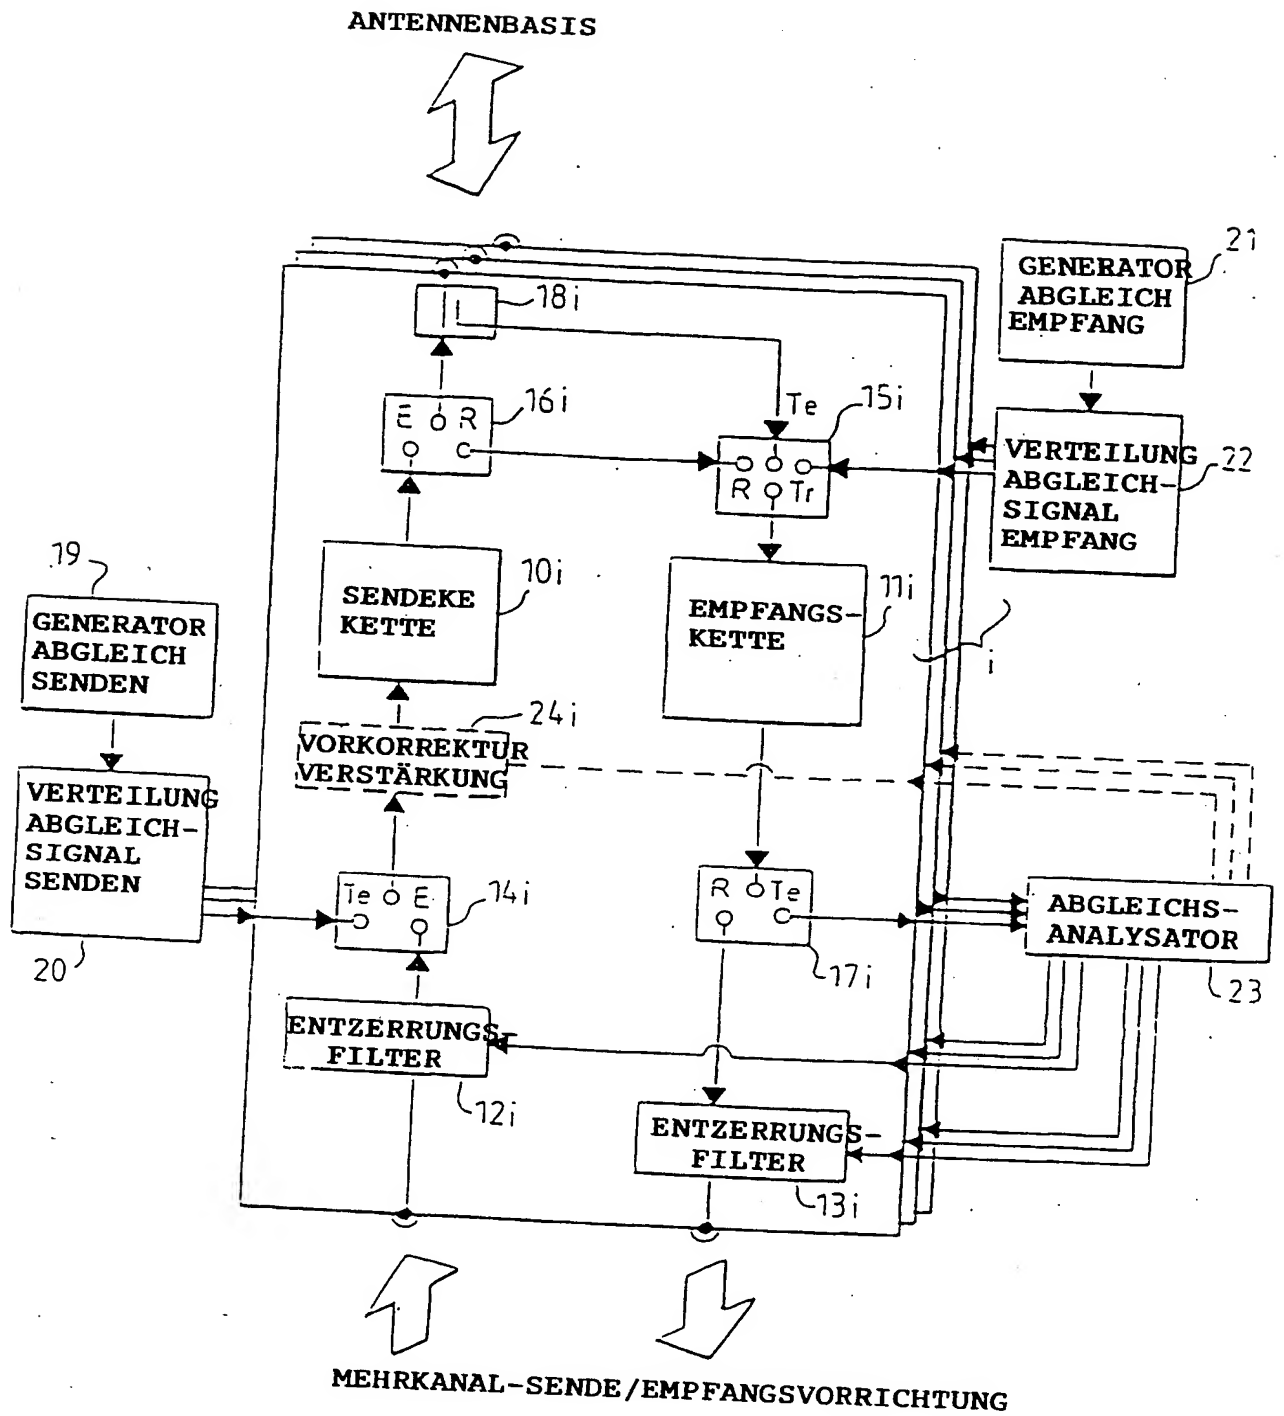 ANTENNENBASIS
21
GENERATOR
ABGLEICH
EMPFANG
18i
E R
16i
Te
15i
R Tr
VERTEILUNG
ABGLEICH-
SIGNAL
EMPFANG
22
19
GENERATOR
ABGLEICH
SENDEN
SENDEKE
KETTE
10i
EMPFANGS-
KETTE
11i
i
24i
VORKORREKTUR
VERSTÄRKUNG
VERTEILUNG
ABGLEICH-
SIGNAL
SENDEN
20
Te E
14i
R Te
17i
ABGLEICHS-
ANALYSATOR
23
ENTZERRUNGS-
FILTER
12i
ENTZERRUNGS-
FILTER
13i
MEHRKANAL-SENDE/EMPFANGSVORRICHTUNG